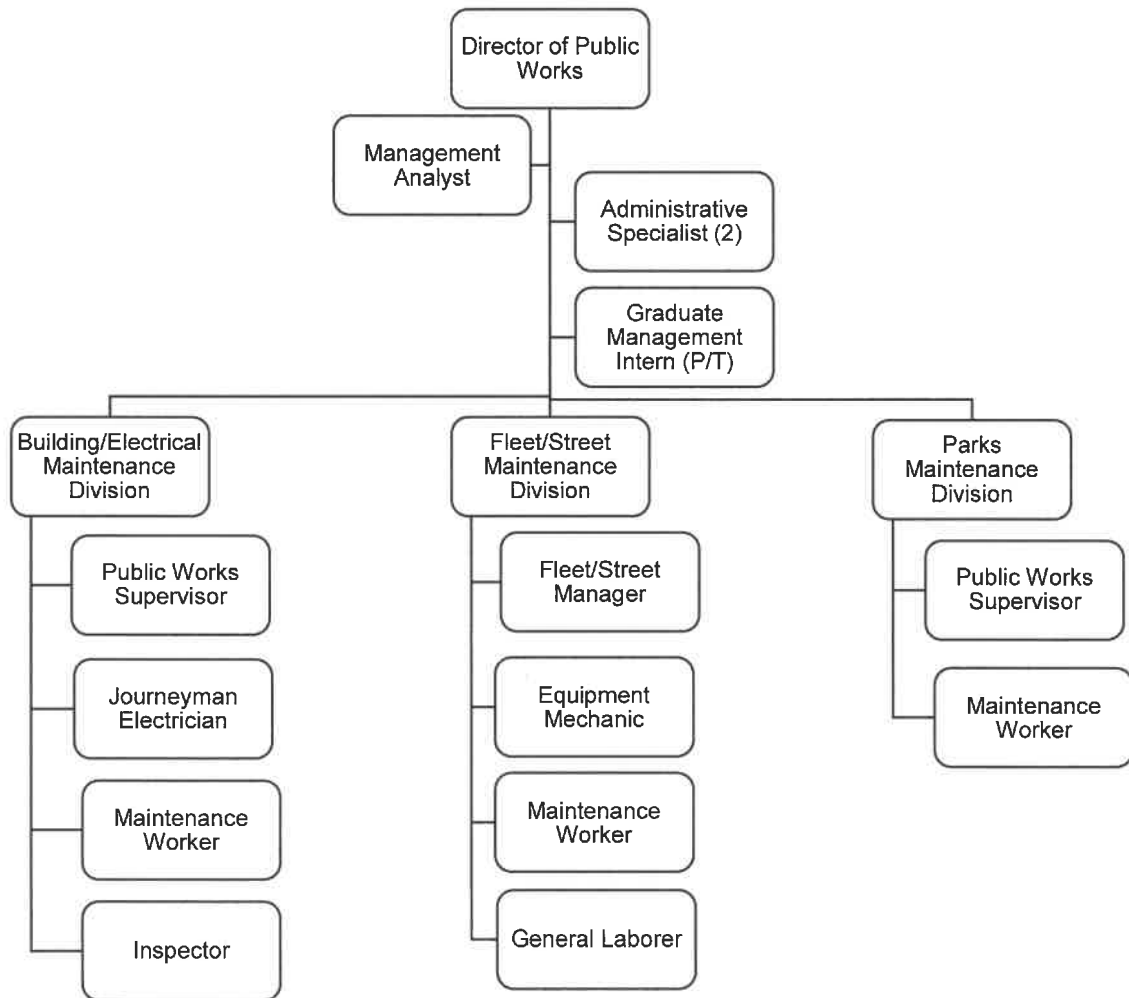 Director of Public
Works
Management
Analyst
Administrative
Specialist (2)
Graduate
Management
Intern (P/T)
Building/Electrical
Maintenance
Division
Public Works
Supervisor
Journeyman
Electrician
Maintenance
Worker
Inspector
Fleet/Street
Maintenance
Division
Fleet/Street
Manager
Equipment
Mechanic
Maintenance
Worker
General Laborer
Parks
Maintenance
Division
Public Works
Supervisor
Maintenance
Worker